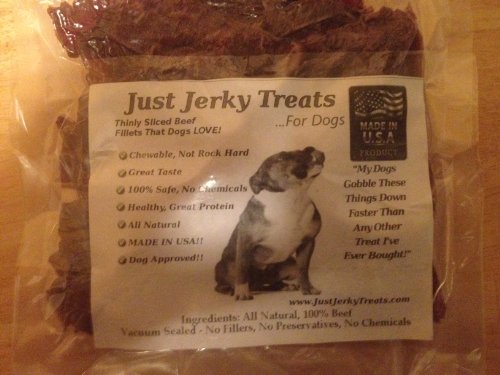 Just Jerky Treats
...For Dogs
Thinly Sliced Beef
Fillets That Dogs LOVE!
Chewable, Not Rock Hard
Great Taste
100% Safe, No Chemicals
Healthy, Great Protein
All Natural
MADE IN USA!!
Dog Approved!!
MADE IN
U.S.A
PRODUCT
"My Dogs
Gobble These
Things Down
Faster Than
Any Other
Treat I've
Ever Bought!"
www.JustJerkyTreats.com
Ingredients: All Natural, 100% Beef
Vacuum Sealed - No Fillers, No Preservatives, No Chemicals